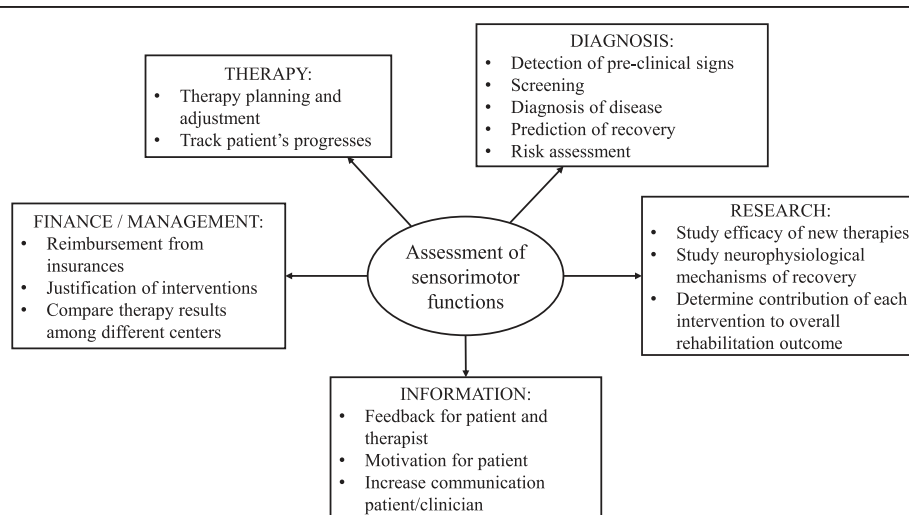 DIAGNOSIS:
• Detection of pre-clinical signs
• Screening
• Diagnosis of disease
• Prediction of recovery
• Risk assessment
THERAPY:
• Therapy planning and
adjustment
• Track patient's progresses
FINANCE / MANAGEMENT:
• Reimbursement from
insurances
• Justification of interventions
• Compare therapy results
among different centers
Assessment of
sensorimotor
functions
RESEARCH:
• Study efficacy of new therapies
• Study neurophysiological
mechanisms of recovery
• Determine contribution of each
intervention to overall
rehabilitation outcome
INFORMATION:
• Feedback for patient and
therapist
• Motivation for patient
• Increase communication
patient/clinician